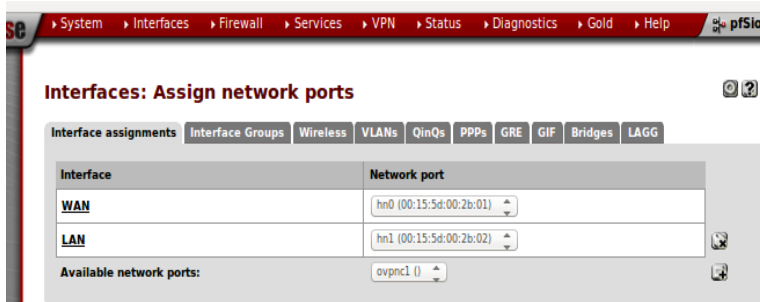 se System Interfaces Firewall Services VPN Status Diagnostics Gold Help pfSio
Interfaces: Assign network ports ?
Interface assignments Interface Groups Wireless VLANs QinQs PPPs GRE GIF Bridges LAGG
Interface Network port
WAN hn0 (00:15:5d:00:2b:01)
LAN hn1 (00:15:5d:00:2b:02)
Available network ports: ovpnc1 ()